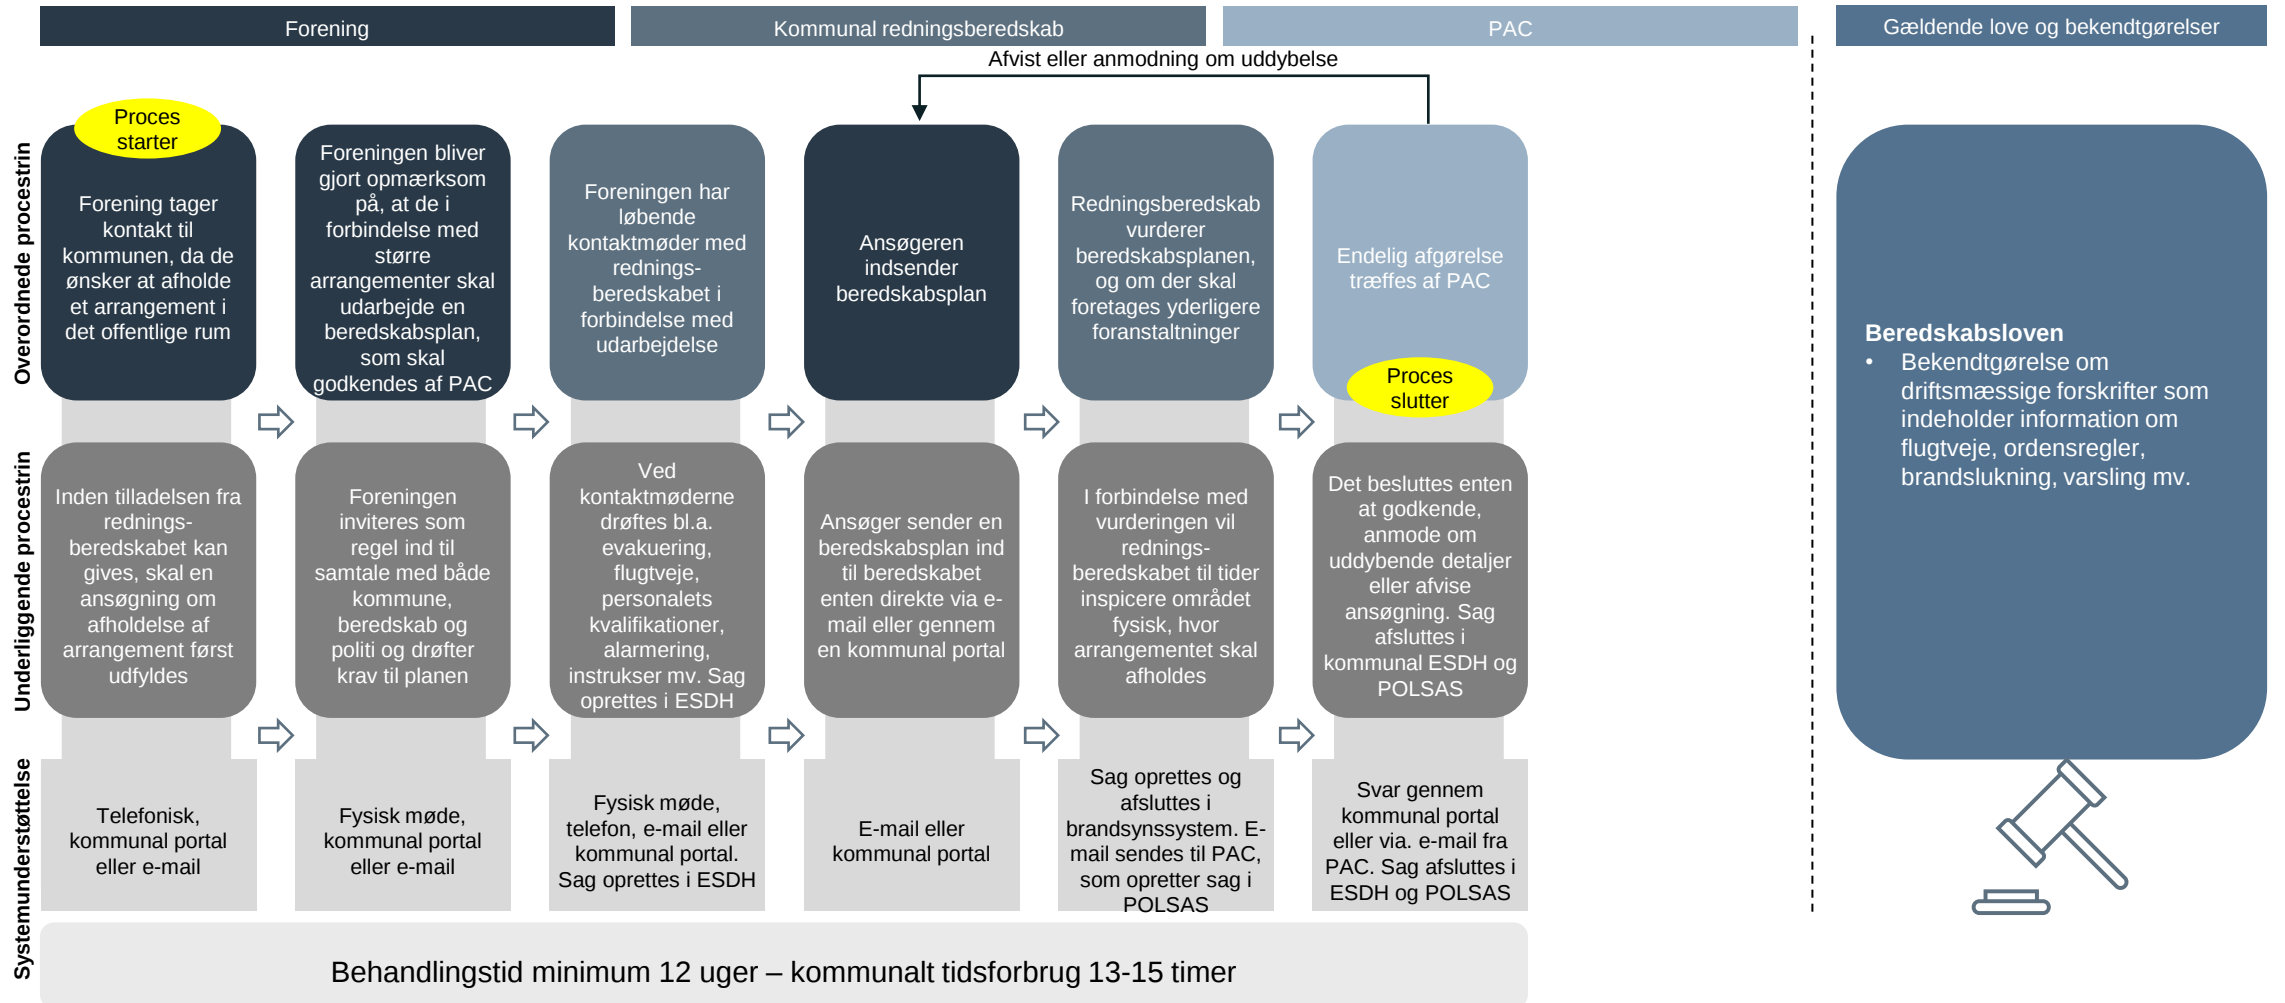 Forening
Kommunal redningsberedskab
PAC
Gældende love og bekendtgørelser
Afvist eller anmodning om uddybelse
Overordnede procestrin
Proces
starter
Forening tager
kontakt til
kommunen, da de
ønsker at afholde
et arrangement i
det offentlige rum
Foreningen bliver
gjort opmærksom
på, at de i
forbindelse med
større
arrangementer skal
udarbejde en
beredskabsplan,
som skal
godkendes af PAC
Foreningen har
løbende
kontaktmøder med
rednings-
beredskabet i
forbindelse med
udarbejdelse
Ansøgeren
indsender
beredskabsplan
Redningsberedskab
vurderer
beredskabsplanen,
og om der skal
foretages yderligere
foranstaltninger
Endelig afgørelse
træffes af PAC
Proces
slutter
Underliggende procestrin
Inden tilladelsen fra
rednings-
beredskabet kan
gives, skal en
ansøgning om
afholdelse af
arrangement først
udfyldes
Foreningen
inviteres som
regel ind til
samtale med både
kommune,
beredskab og
politi og drøfter
krav til planen
Ved
kontaktmøderne
drøftes bl.a.
evakuering,
flugtveje,
personalets
kvalifikationer,
alarmering,
instrukser mv. Sag
oprettes i ESDH
Ansøger sender en
beredskabsplan ind
til beredskabet
enten direkte via e-
mail eller gennem
en kommunal portal
I forbindelse med
vurderingen vil
rednings-
beredskabet til tider
inspicere området
fysisk, hvor
arrangementet skal
afholdes
Det besluttes enten
at godkende,
anmode om
uddybende detaljer
eller afvise
ansøgning. Sag
afsluttes i
kommunal ESDH og
POLSAS
Systemunderstøttelse
Telefonisk,
kommunal portal
eller e-mail
Fysisk møde,
kommunal portal
eller e-mail
Fysisk møde,
telefon, e-mail eller
kommunal portal.
Sag oprettes i ESDH
E-mail eller
kommunal portal
Sag oprettes og
afsluttes i
brandsynssystem. E-
mail sendes til PAC,
som opretter sag i
POLSAS
Svar gennem
kommunal portal
eller via. e-mail fra
PAC. Sag afsluttes i
ESDH og POLSAS
Behandlingstid minimum 12 uger – kommunalt tidsforbrug 13-15 timer
Beredskabsloven
• Bekendtgørelse om
driftsmæssige forskrifter som
indeholder information om
flugtveje, ordensregler,
brandslukning, varsling mv.